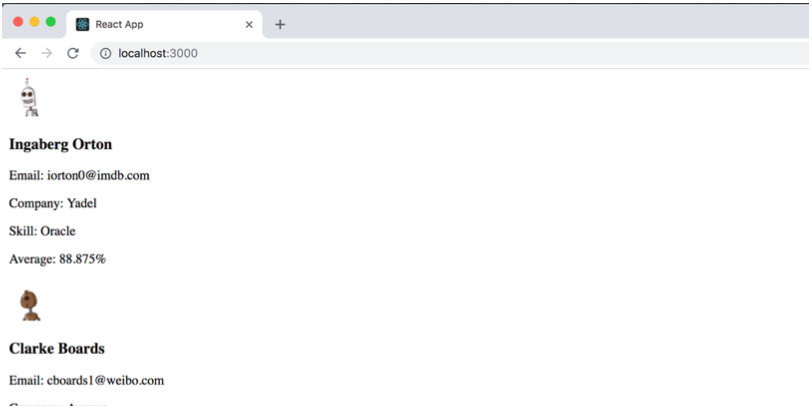 React App
localhost:3000
Ingaberg Orton
Email: iorton0@imdb.com
Company: Yadel
Skill: Oracle
Average: 88.875%
Clarke Boards
Email: cboards1@weibo.com